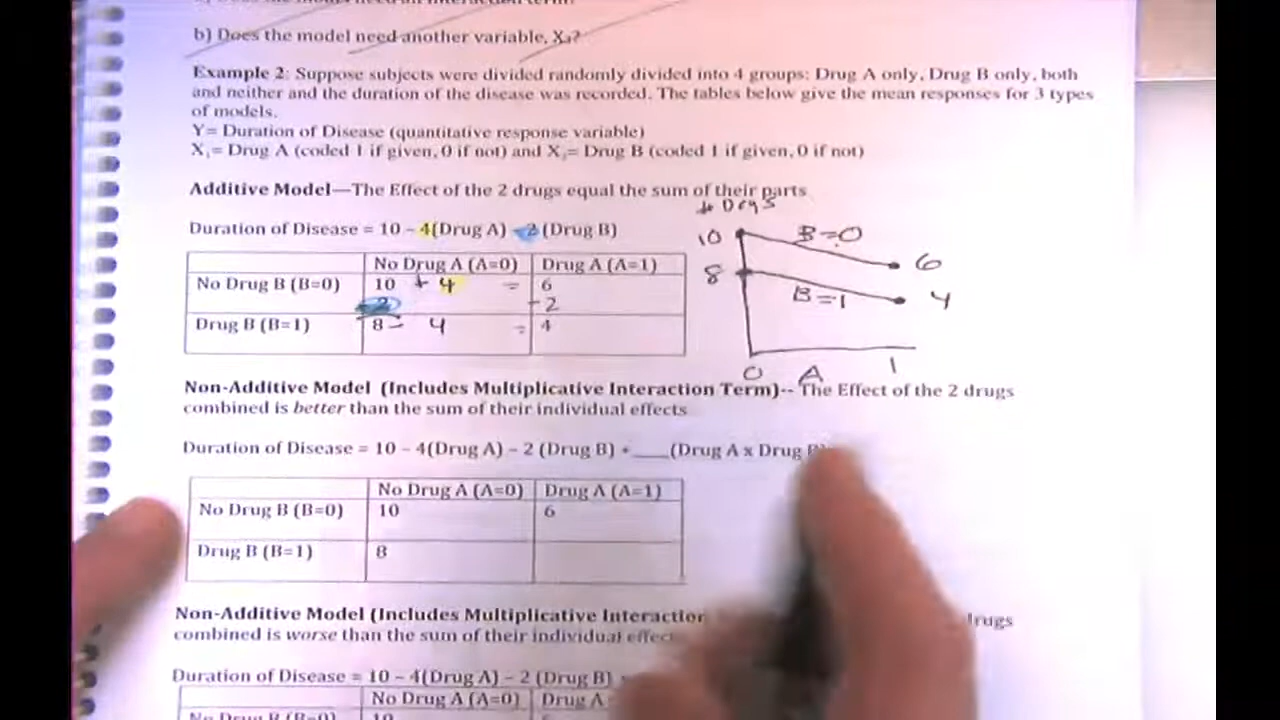 b) Does the model need another variable, X₃?
Example 2: Suppose subjects were divided randomly divided into 4 groups: Drug A only, Drug B only, both
and neither and the duration of the disease was recorded. The tables below give the mean responses for 3 types
of models.
Y= Duration of Disease (quantitative response variable)
X₁= Drug A (coded 1 if given, 0 if not) and X₂= Drug B (coded 1 if given, 0 if not)
Additive Model—The Effect of the 2 drugs equal the sum of their parts
Duration of Disease = 10 – 4(Drug A) – 2 (Drug B)
No Drug A (A=0) Drug A (A=1)
No Drug B (B=0) 10 + 4 = 6
-2 -2
Drug B (B=1) 8 - 4 = 4
Drgs
10 B=0 6
8 B=1 4
0 A 1
Non-Additive Model (Includes Multiplicative Interaction Term)-- The Effect of the 2 drugs
combined is better than the sum of their individual effects
Duration of Disease = 10 – 4(Drug A) – 2 (Drug B) + ___(Drug A x Drug
No Drug A (A=0) Drug A (A=1)
No Drug B (B=0) 10 6
Drug B (B=1) 8
Non-Additive Model (Includes Multiplicative Interaction
combined is worse than the sum of their individual
Duration of Disease = 10 – 4(Drug A) – 2 (Drug B)
No Drug A (A=0) Drug A
No Drug B (B=0) 10